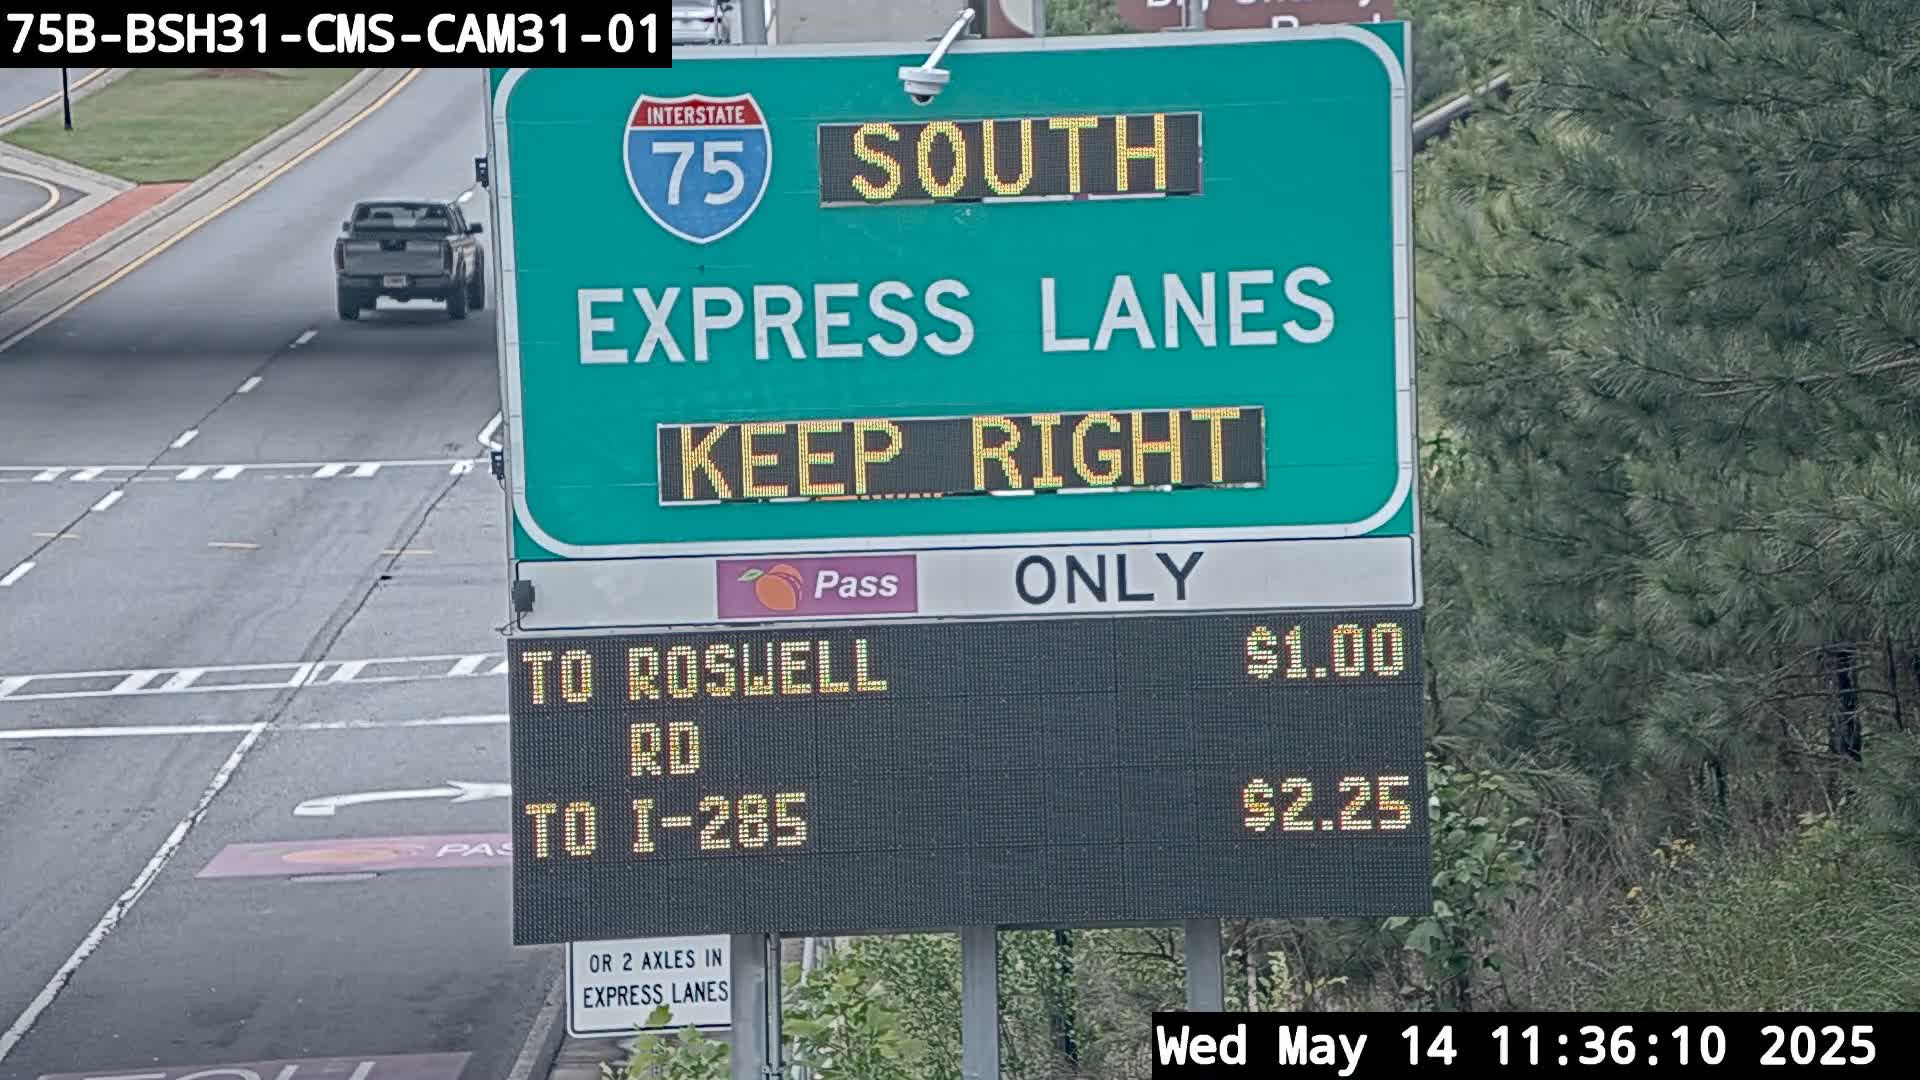 75B-BSH31-CMS-CAM31-01
INTERSTATE
75
SOUTH
EXPRESS LANES
KEEP RIGHT
Pass
ONLY
TO ROSWELL $1.00
RD
TO I-285 $2.25
OR 2 AXLES IN
EXPRESS LANES
Wed May 14 11:36:10 2025